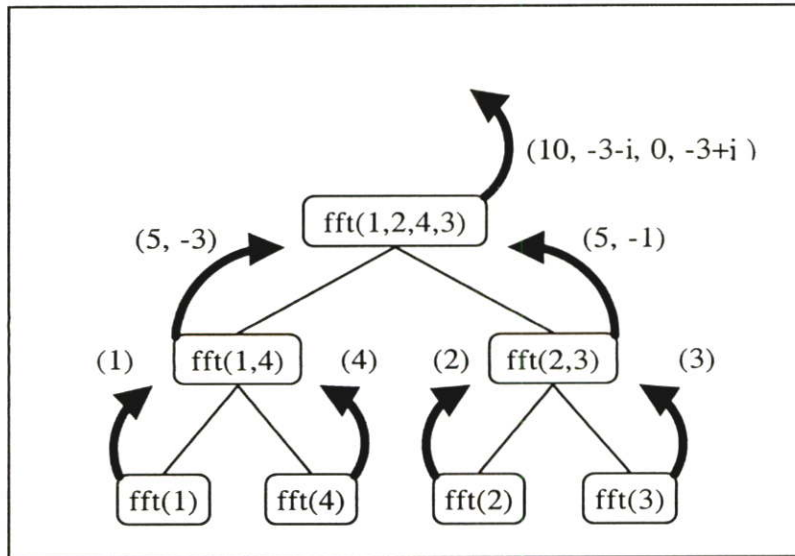 (10, -3-i, 0, -3+i )
fft(1,2,4,3)
(5, -3)
(5, -1)
(1)
fft(1,4)
(4)
(2)
fft(2,3)
(3)
fft(1)
fft(4)
fft(2)
fft(3)